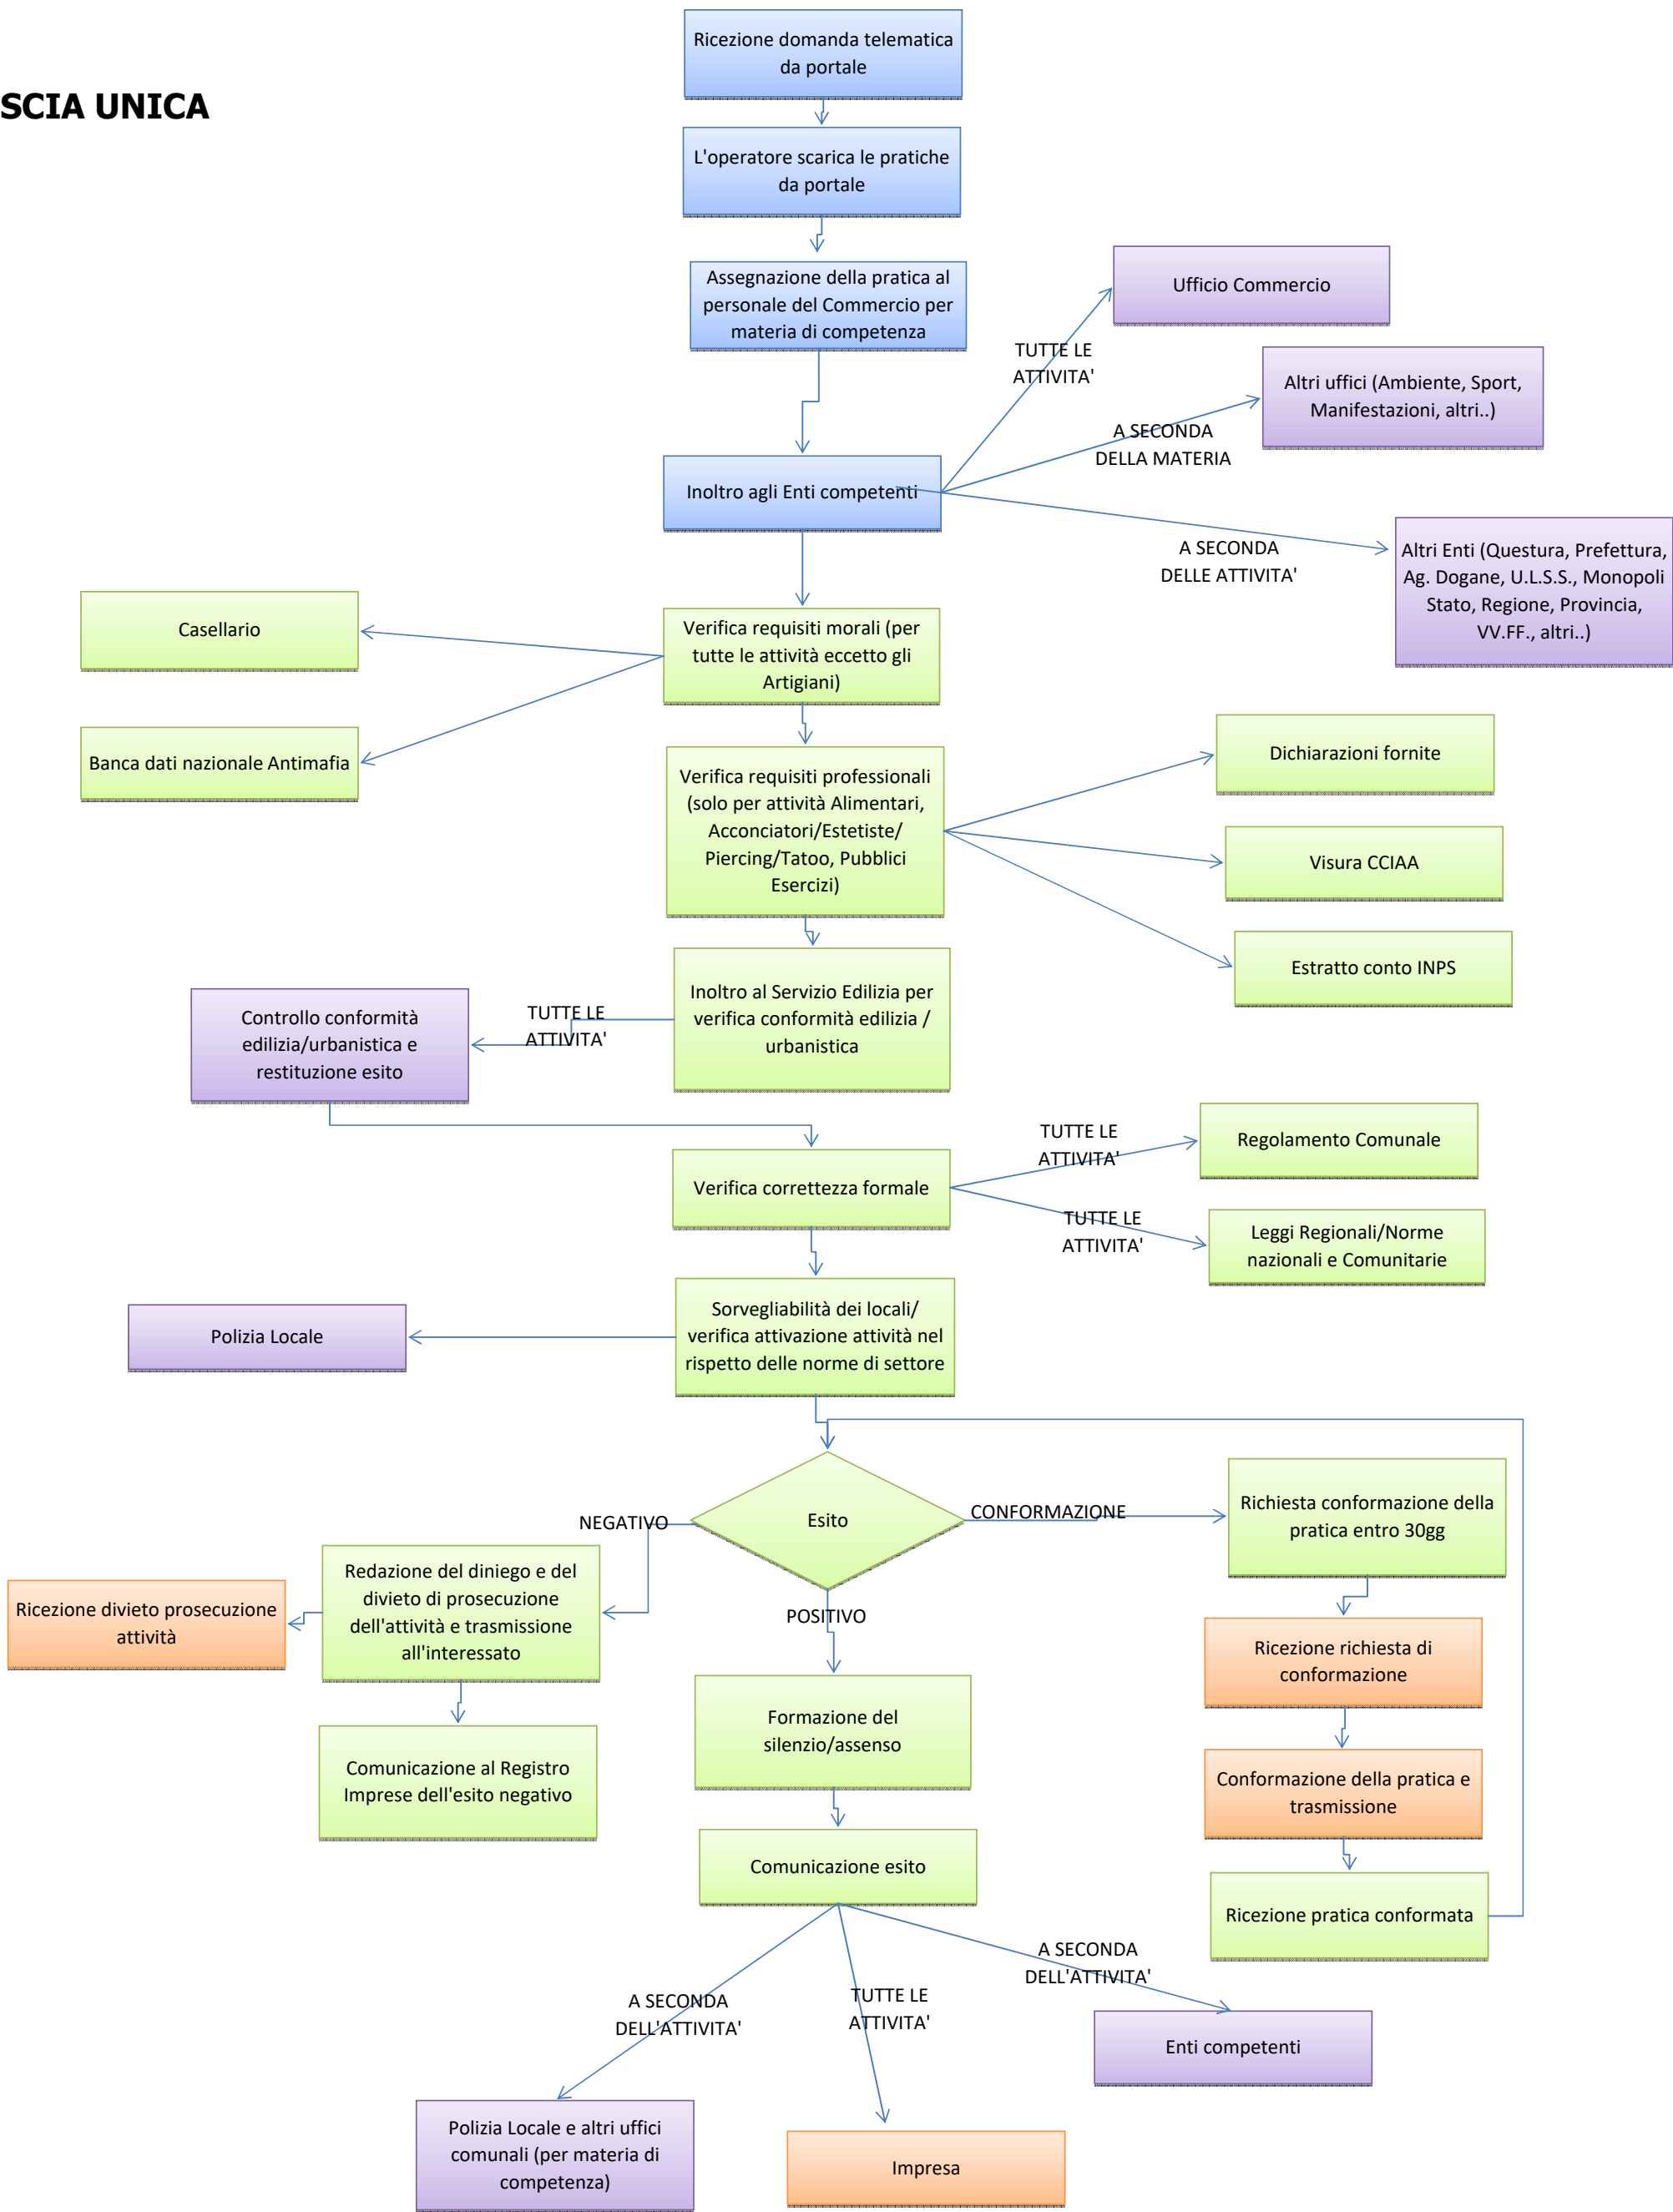 Ricezione domanda telematica
da portale
SCIA UNICA
L'operatore scarica le pratiche
da portale
Assegnazione della pratica al
personale del Commercio per
materia di competenza
Ufficio Commercio
TUTTE LE
ATTIVITA'
Altri uffici (Ambiente, Sport,
Manifestazioni, altri..)
A SECONDA
DELLA MATERIA
Inoltro agli Enti competenti
A SECONDA
DELLE ATTIVITA'
Altri Enti (Questura, Prefettura,
Ag. Dogane, U.L.S.S., Monopoli
Stato, Regione, Provincia,
VV.FF., altri..)
Casellario
Verifica requisiti morali (per
tutte le attività eccetto gli
Artigiani)
Banca dati nazionale Antimafia
Verifica requisiti professionali
(solo per attività Alimentari,
Acconciatori/Estetiste/
Piercing/Tatoo, Pubblici
Esercizi)
Dichiarazioni fornite
Visura CCIAA
Estratto conto INPS
Inoltro al Servizio Edilizia per
verifica conformità edilizia /
urbanistica
TUTTE LE
ATTIVITA'
Controllo conformità
edilizia/urbanistica e
restituzione esito
Verifica correttezza formale
TUTTE LE
ATTIVITA'
Regolamento Comunale
TUTTE LE
ATTIVITA'
Leggi Regionali/Norme
nazionali e Comunitarie
Sorvegliabilità dei locali/
verifica attivazione attività nel
rispetto delle norme di settore
Polizia Locale
Esito
NEGATIVO
CONFORMAZIONE
POSITIVO
Richiesta conformazione della
pratica entro 30gg
Redazione del diniego e del
divieto di prosecuzione
dell'attività e trasmissione
all'interessato
Ricezione divieto prosecuzione
attività
Ricezione richiesta di
conformazione
Formazione del
silenzio/assenso
Comunicazione al Registro
Imprese dell'esito negativo
Conformazione della pratica e
trasmissione
Comunicazione esito
Ricezione pratica conformata
A SECONDA
DELL'ATTIVITA'
TUTTE LE
ATTIVITA'
A SECONDA
DELL'ATTIVITA'
Enti competenti
Polizia Locale e altri uffici
comunali (per materia di
competenza)
Impresa